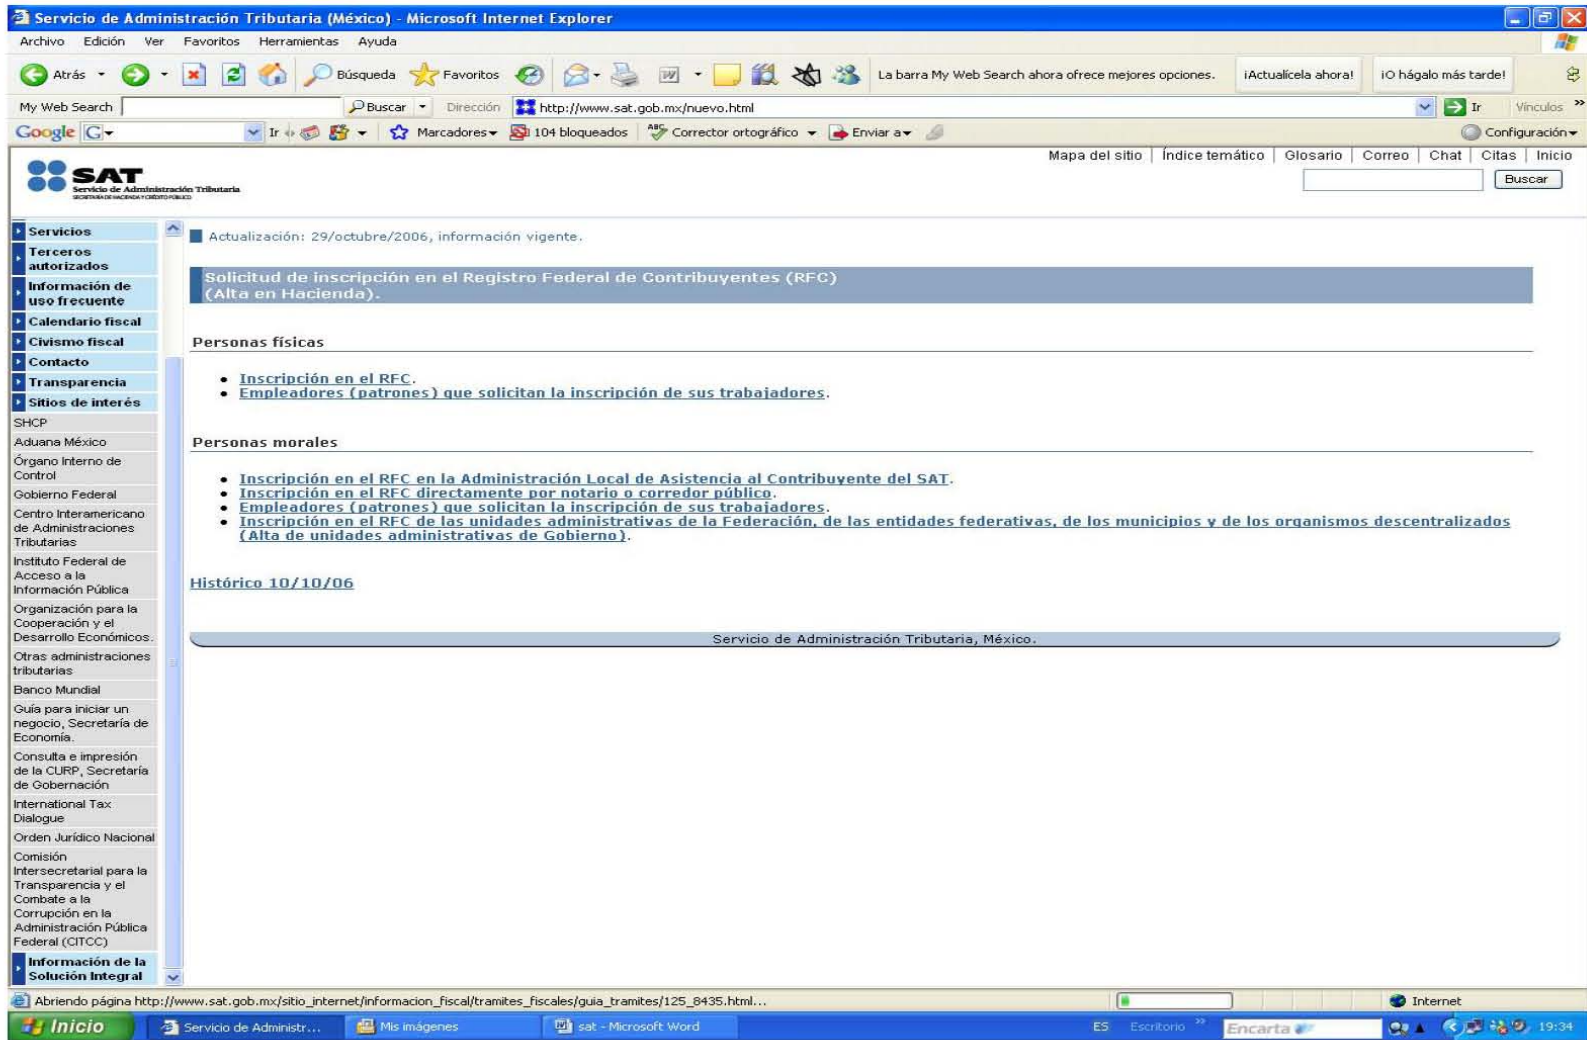 Servicio de Administración Tributaria (México) - Microsoft Internet Explorer
Archivo Edición Ver Favoritos Herramientas Ayuda
Atrás Búsqueda Favoritos La barra My Web Search ahora ofrece mejores opciones. ¡Actualícela ahora! ¡O hágalo más tarde!
My Web Search Buscar Dirección http://www.sat.gob.mx/nuevo.html Ir Vínculos »
Google G Ir Marcadores 104 bloqueados ABC Corrector ortográfico Enviar a Configuración
Mapa del sitio | Índice temático | Glosario | Correo | Chat | Citas | Inicio
Buscar
SAT
Servicio de Administración Tributaria
SECRETARÍA DE HACIENDA Y CRÉDITO PÚBLICO
Servicios
Terceros
autorizados
Información de
uso frecuente
Calendario fiscal
Civismo fiscal
Contacto
Transparencia
Sitios de interés
SHCP
Aduana México
Órgano Interno de
Control
Gobierno Federal
Centro Interamericano
de Administraciones
Tributarias
Instituto Federal de
Acceso a la
Información Pública
Organización para la
Cooperación y el
Desarrollo Económicos.
Otras administraciones
tributarias
Banco Mundial
Guía para iniciar un
negocio, Secretaría de
Economía.
Consulta e impresión
de la CURP, Secretaría
de Gobernación
International Tax
Dialogue
Orden Jurídico Nacional
Comisión
Intersecretarial para la
Transparencia y el
Combate a la
Corrupción en la
Administración Pública
Federal (CITCC)
Información de la
Solución Integral
Actualización: 29/octubre/2006, información vigente.
Solicitud de inscripción en el Registro Federal de Contribuyentes (RFC)
(Alta en Hacienda).
Personas físicas
• Inscripción en el RFC.
• Empleadores (patrones) que solicitan la inscripción de sus trabajadores.
Personas morales
• Inscripción en el RFC en la Administración Local de Asistencia al Contribuyente del SAT.
• Inscripción en el RFC directamente por notario o corredor público.
• Empleadores (patrones) que solicitan la inscripción de sus trabajadores.
• Inscripción en el RFC de las unidades administrativas de la Federación, de las entidades federativas, de los municipios y de los organismos descentralizados
(Alta de unidades administrativas de Gobierno).
Histórico 10/10/06
Servicio de Administración Tributaria, México.
Abriendo página http://www.sat.gob.mx/sitio_internet/informacion_fiscal/tramites_fiscales/guia_tramites/125_8435.html... Internet
Inicio Servicio de Administr... Mis imágenes sat - Microsoft Word ES Escritorio » Encarta 19:34